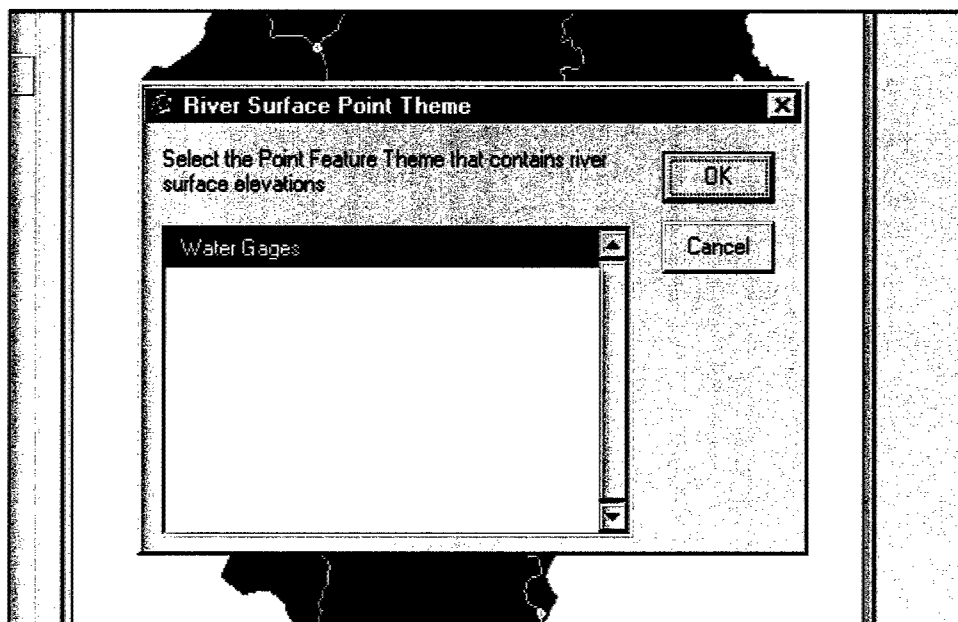 River Surface Point Theme
Select the Point Feature Theme that contains river
surface elevations
OK
Water Gages
Cancel